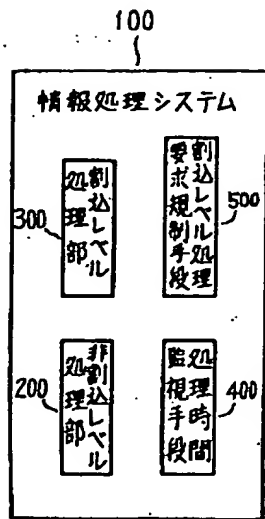 100
情報処理システム
300
割込レベル
処理部
割込レベル処理
要求規制手段
500
200
非割込レベル
処理部
処理時間
監視手段
400